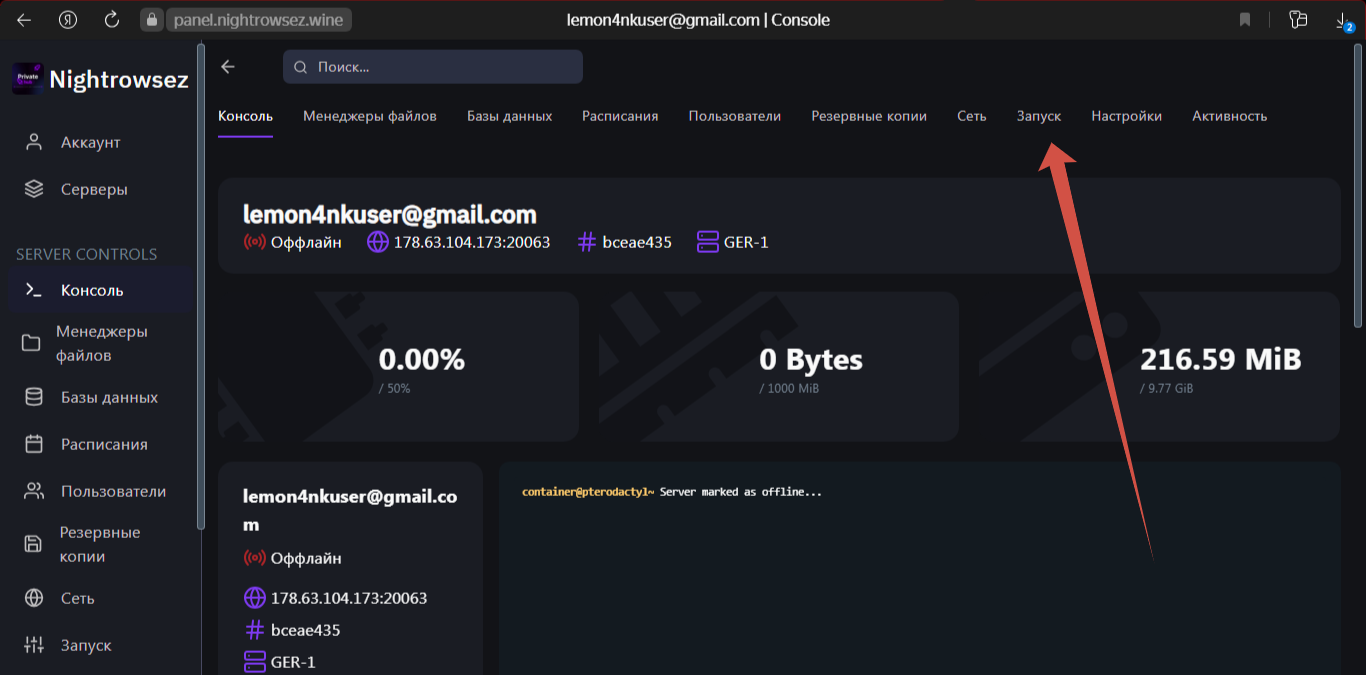 panel.nightrowsez.wine
lemon4nkuser@gmail.com | Console
2
Private
Nightrowsez
Аккаунт
Серверы
SERVER CONTROLS
Консоль
Менеджеры
файлов
Базы данных
Расписания
Пользователи
Резервные
копии
Сеть
Запуск
Поиск...
Консоль Менеджеры файлов Базы данных Расписания Пользователи Резервные копии Сеть Запуск Настройки Активность
lemon4nkuser@gmail.com
Оффлайн 178.63.104.173:20063 bceae435 GER-1
0.00%
/ 50%
0 Bytes
/ 1000 MiB
216.59 MiB
/ 9.77 GiB
lemon4nkuser@gmail.co
m
Оффлайн
178.63.104.173:20063
bceae435
GER-1
container@pterodactyl~ Server marked as offline...